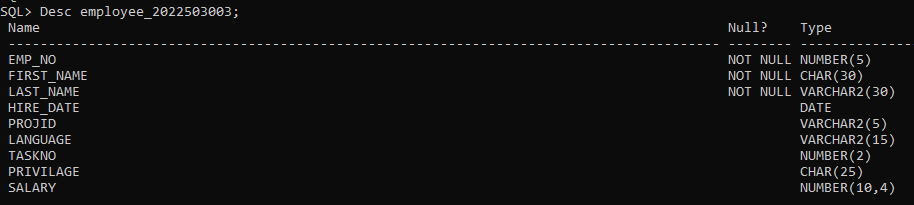 SQL> Desc employee_2022503003;
Name Null? Type
----------------------------------------------------------------------------------------- -------- --------------
EMP_NO NOT NULL NUMBER(5)
FIRST_NAME NOT NULL CHAR(30)
LAST_NAME NOT NULL VARCHAR2(30)
HIRE_DATE DATE
PROJID VARCHAR2(5)
LANGUAGE VARCHAR2(15)
TASKNO NUMBER(2)
PRIVILAGE CHAR(25)
SALARY NUMBER(10,4)